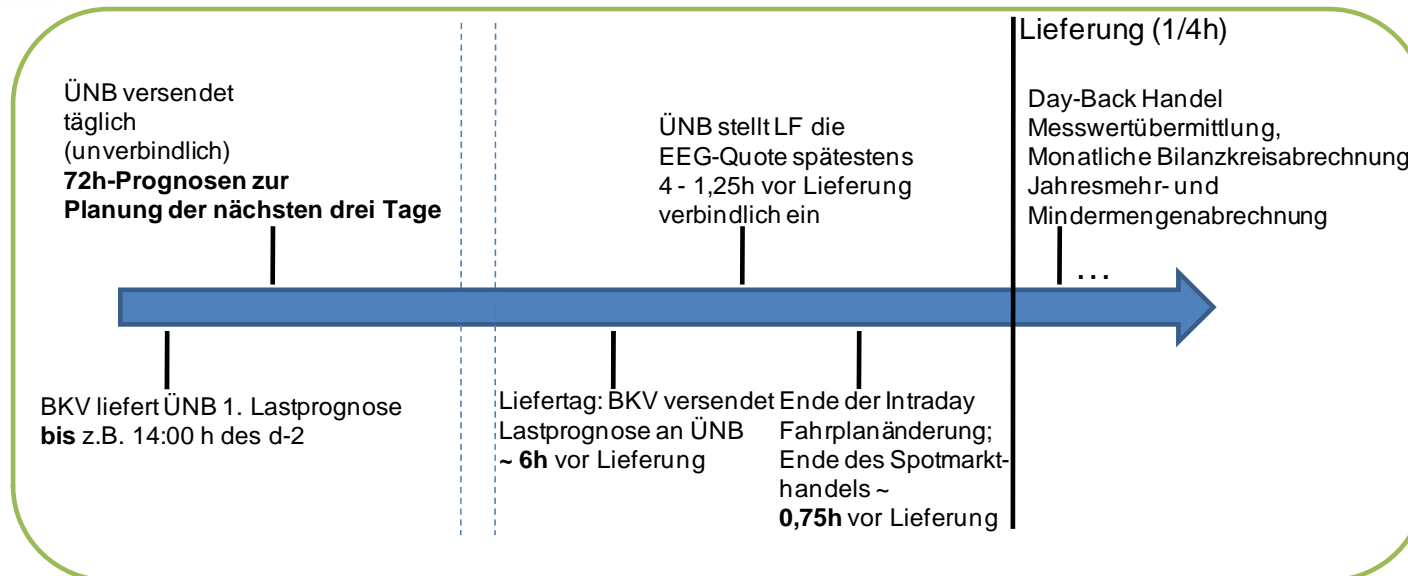 Lieferung (1/4h)
ÜNB versendet
täglich
(unverbindlich)
72h-Prognosen zur
Planung der nächsten drei Tage
ÜNB stellt LF die
EEG-Quote spätestens
4 - 1,25h vor Lieferung
verbindlich ein
Day-Back Handel
Messwertübermittlung,
Monatliche Bilanzkreisabrechnung
Jahresmehr- und
Mindermengenabrechnung
...
BKV liefert ÜNB 1. Lastprognose
bis z.B. 14:00 h des d-2
Liefertag: BKV versendet
Lastprognose an ÜNB
~ 6h vor Lieferung
Ende der Intraday
Fahrplanänderung;
Ende des Spotmarkt-
handels ~
0,75h vor Lieferung